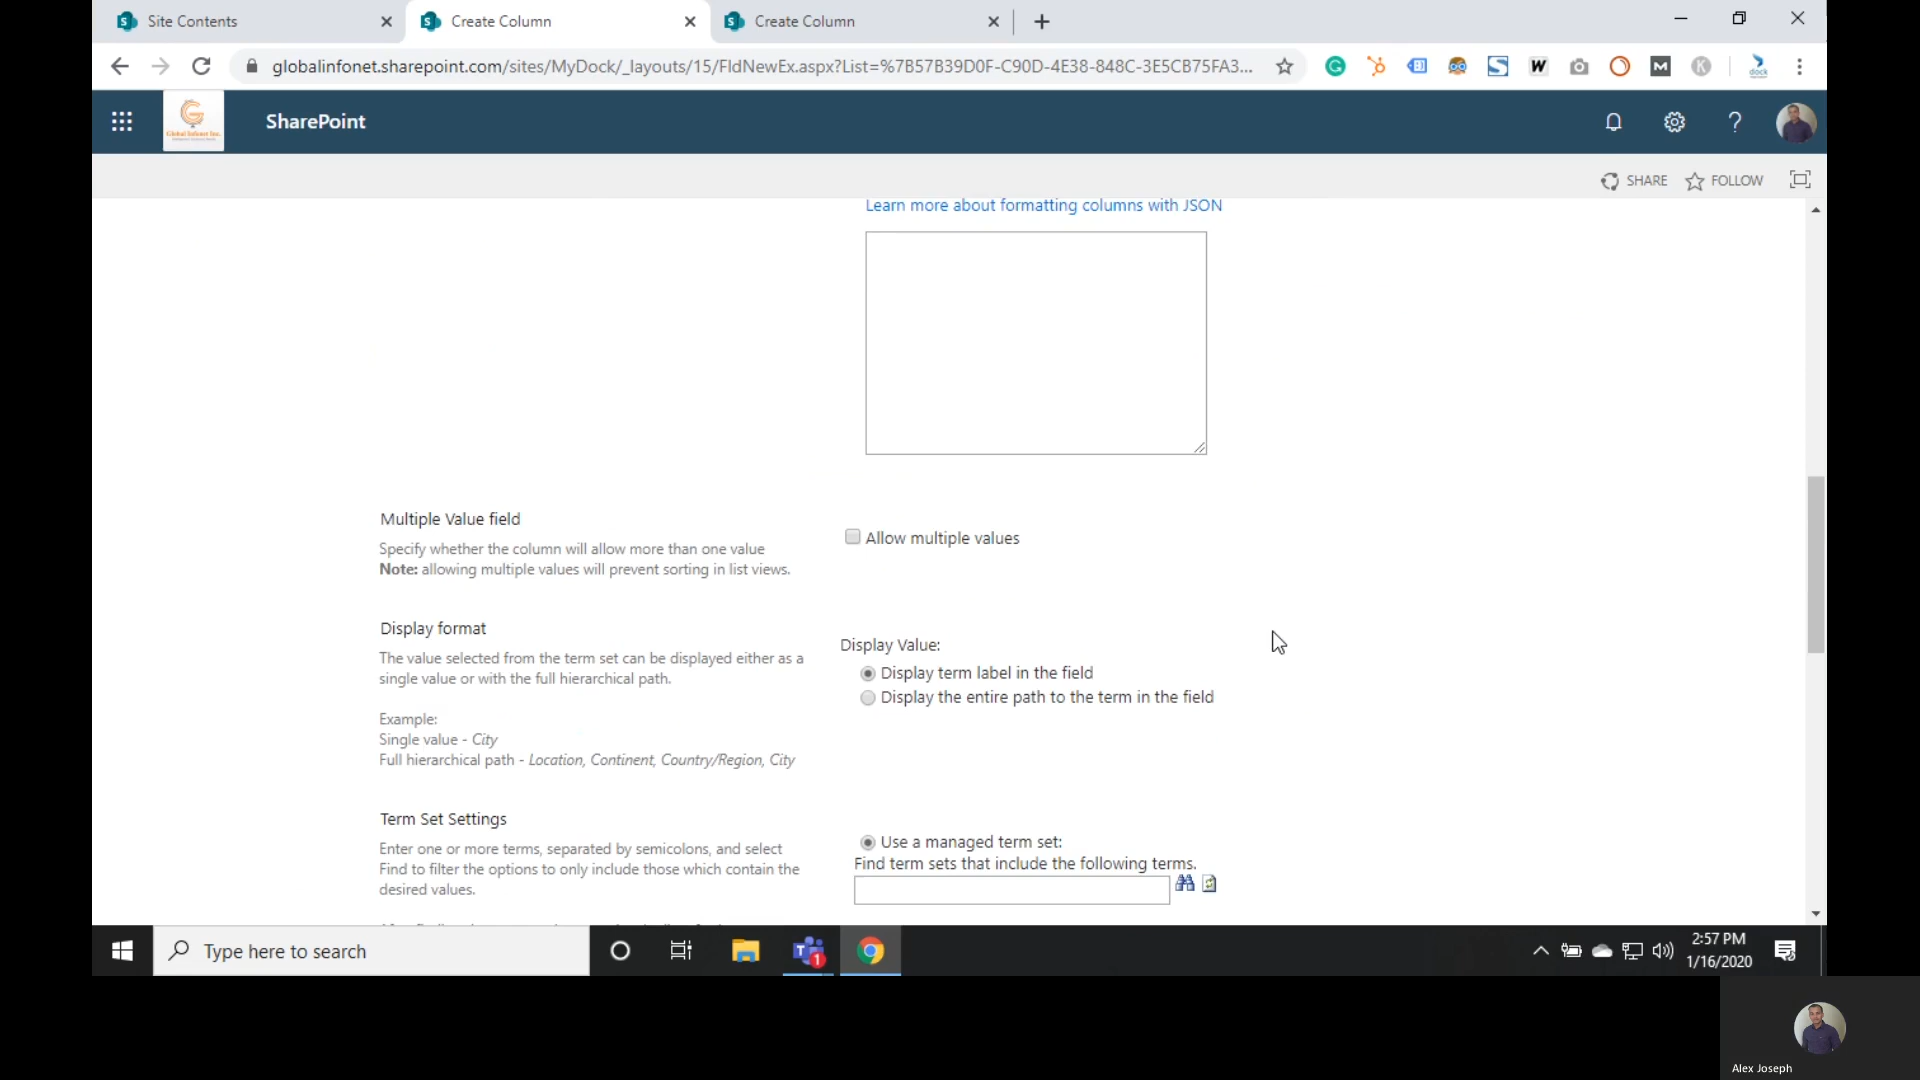 Site Contents
Create Column
Create Column
globalinfonet.sharepoint.com/sites/MyDock/_layouts/15/FldNewEx.aspx?List=%7B57B39D0F-C90D-4E38-848C-3E5CB75FA3...
SharePoint
SHARE
FOLLOW
Learn more about formatting columns with JSON
Multiple Value field
Specify whether the column will allow more than one value
Note: allowing multiple values will prevent sorting in list views.
Allow multiple values
Display format
The value selected from the term set can be displayed either as a
single value or with the full hierarchical path.
Example:
Single value - City
Full hierarchical path - Location, Continent, Country/Region, City
Display Value:
Display term label in the field
Display the entire path to the term in the field
Term Set Settings
Enter one or more terms, separated by semicolons, and select
Find to filter the options to only include those which contain the
desired values.
Use a managed term set:
Find term sets that include the following terms.
Type here to search
1
2:57 PM
1/16/2020
Alex Joseph